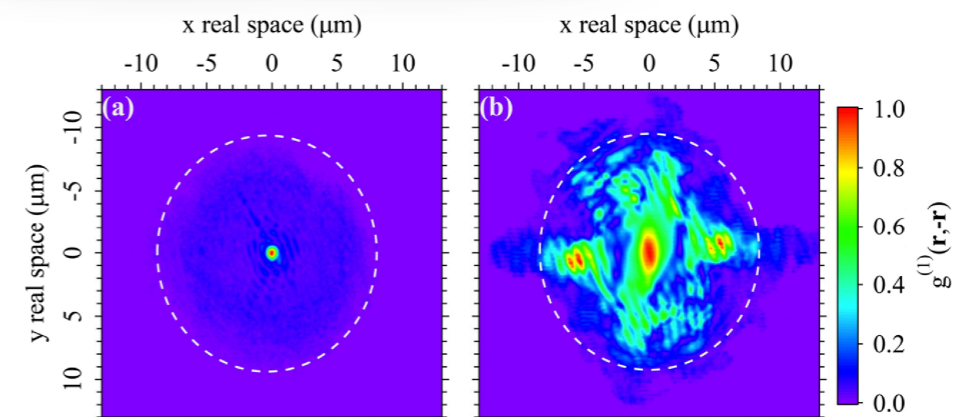 x real space (μm) x real space (μm)
-10 -5 0 5 10 -10 -5 0 5 10
(a) (b)
y real space (μm)
-10
-5
0
5
10
1.0
0.8
0.6
0.4
0.2
0.0
g⁽¹⁾(r,-r)